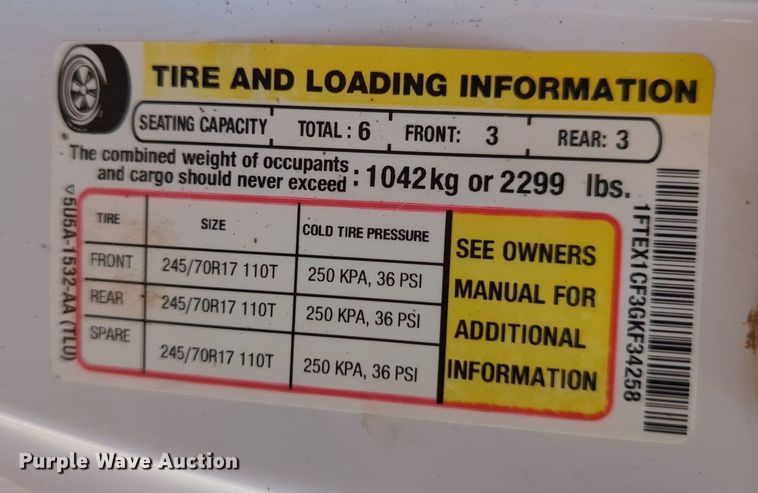 TIRE AND LOADING INFORMATION
SEATING CAPACITY TOTAL : 6 FRONT: 3 REAR: 3
The combined weight of occupants
and cargo should never exceed : 1042kg or 2299 lbs.
TIRE SIZE COLD TIRE PRESSURE
FRONT 245/70R17 110T 250 KPA, 36 PSI
REAR 245/70R17 110T 250 KPA, 36 PSI
SPARE 245/70R17 110T 250 KPA, 36 PSI
SEE OWNERS
MANUAL FOR
ADDITIONAL
INFORMATION
▽5U5A-1532-AA (TLU)
1FTEX1CF3GKF34258
Purple Wave Auction